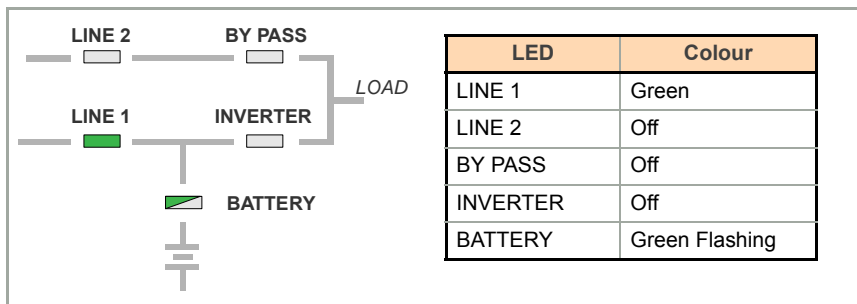 LINE 2 BY PASS
LOAD
LINE 1 INVERTER
BATTERY
LED Colour
LINE 1 Green
LINE 2 Off
BY PASS Off
INVERTER Off
BATTERY Green Flashing